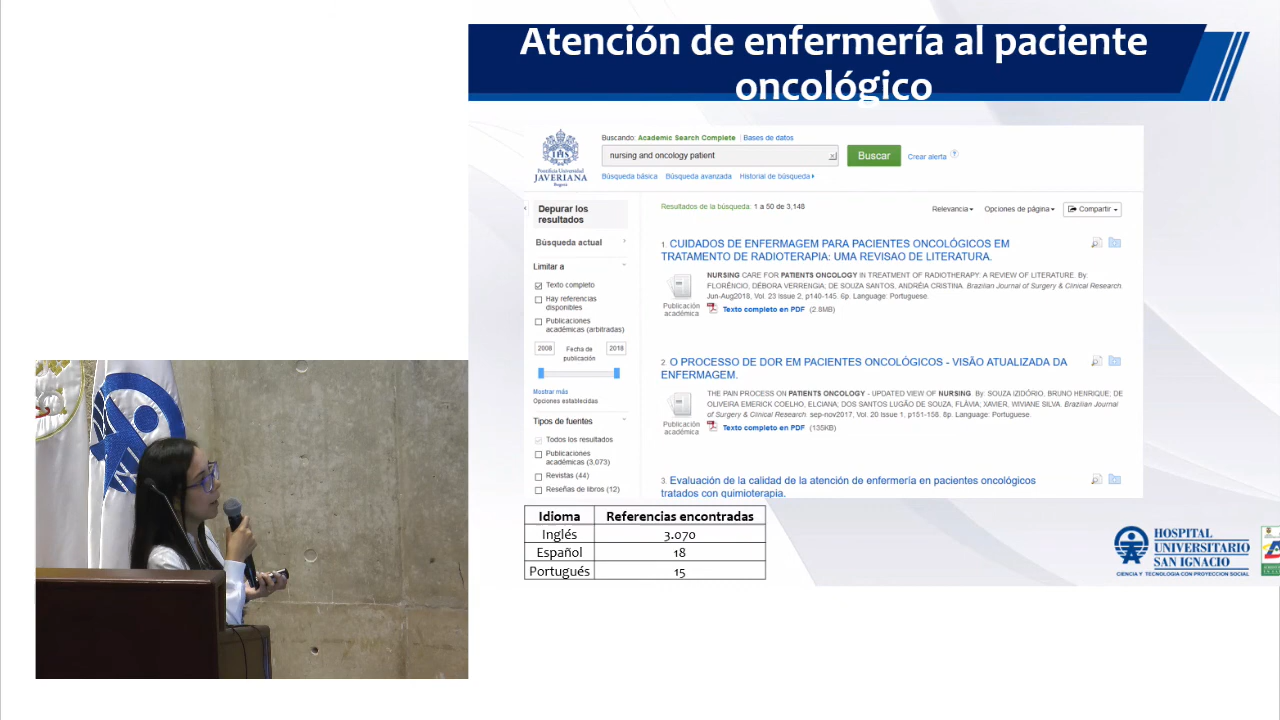 Atención de enfermería al paciente
oncológico
Pontificia Universidad
JAVERIANA
Bogotá
Buscando: Academic Search Complete | Bases de datos
nursing and oncology patient
Buscar
Crear alerta
Búsqueda básica Búsqueda avanzada Historial de búsqueda
Depurar los
resultados
Búsqueda actual
Limitar a
Texto completo
Hay referencias
disponibles
Publicaciones
académicas (arbitradas)
2008 Fecha de publicación 2018
Mostrar más
Opciones establecidas
Tipos de fuentes
Todos los resultados
Publicaciones
académicas (3,073)
Revistas (44)
Reseñas de libros (12)
Resultados de la búsqueda: 1 a 50 de 3,148
Relevancia Opciones de página Compartir
1. CUIDADOS DE ENFERMAGEM PARA PACIENTES ONCOLÓGICOS EM
TRATAMENTO DE RADIOTERAPIA: UMA REVISAO DE LITERATURA.
NURSING CARE FOR PATIENTS ONCOLOGY IN TREATMENT OF RADIOTHERAPY: A REVIEW OF LITERATURE. By:
FLORÊNCIO, DÉBORA VERRENGIA; DE SOUZA SANTOS, ANDRÉIA CRISTINA. Brazilian Journal of Surgery & Clinical Research.
Jun-Aug2018, Vol. 23 Issue 2, p140-145. 6p. Language: Portuguese.
Publicación
académica
Texto completo en PDF (2.8MB)
2. O PROCESSO DE DOR EM PACIENTES ONCOLÓGICOS - VISÃO ATUALIZADA DA
ENFERMAGEM.
THE PAIN PROCESS ON PATIENTS ONCOLOGY - UPDATED VIEW OF NURSING. By: SOUZA IZIDÓRIO, BRUNO HENRIQUE; DE
OLIVEIRA EMERICK COELHO, ELCIANA; DOS SANTOS LUGÃO DE SOUZA, FLÁVIA; XAVIER, WIVIANE SILVA. Brazilian Journal
of Surgery & Clinical Research. sep-nov2017, Vol. 20 Issue 1, p151-158. 8p. Language: Portuguese.
Publicación
académica
Texto completo en PDF (135KB)
3. Evaluación de la calidad de la atención de enfermería en pacientes oncológicos
tratados con quimioterapia.
Idioma Referencias encontradas
Inglés 3.070
Español 18
Portugués 15
HOSPITAL
UNIVERSITARIO
SAN IGNACIO
CIENCIA Y TECNOLOGIA CON PROYECCION SOCIAL